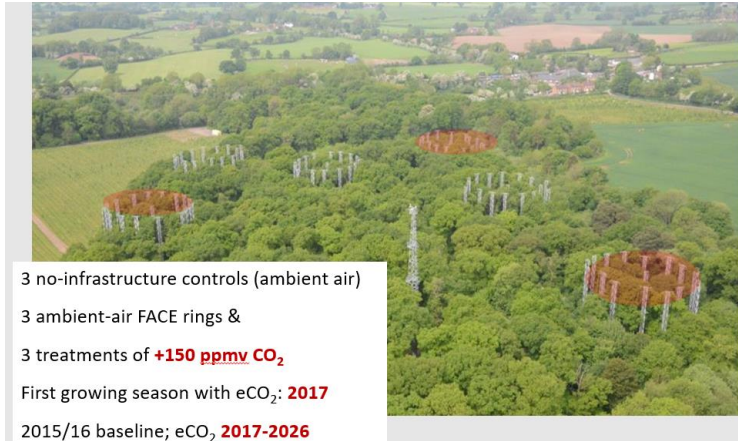 3 no-infrastructure controls (ambient air)
3 ambient-air FACE rings &
3 treatments of +150 ppmv CO₂
First growing season with eCO₂: 2017
2015/16 baseline; eCO₂ 2017-2026